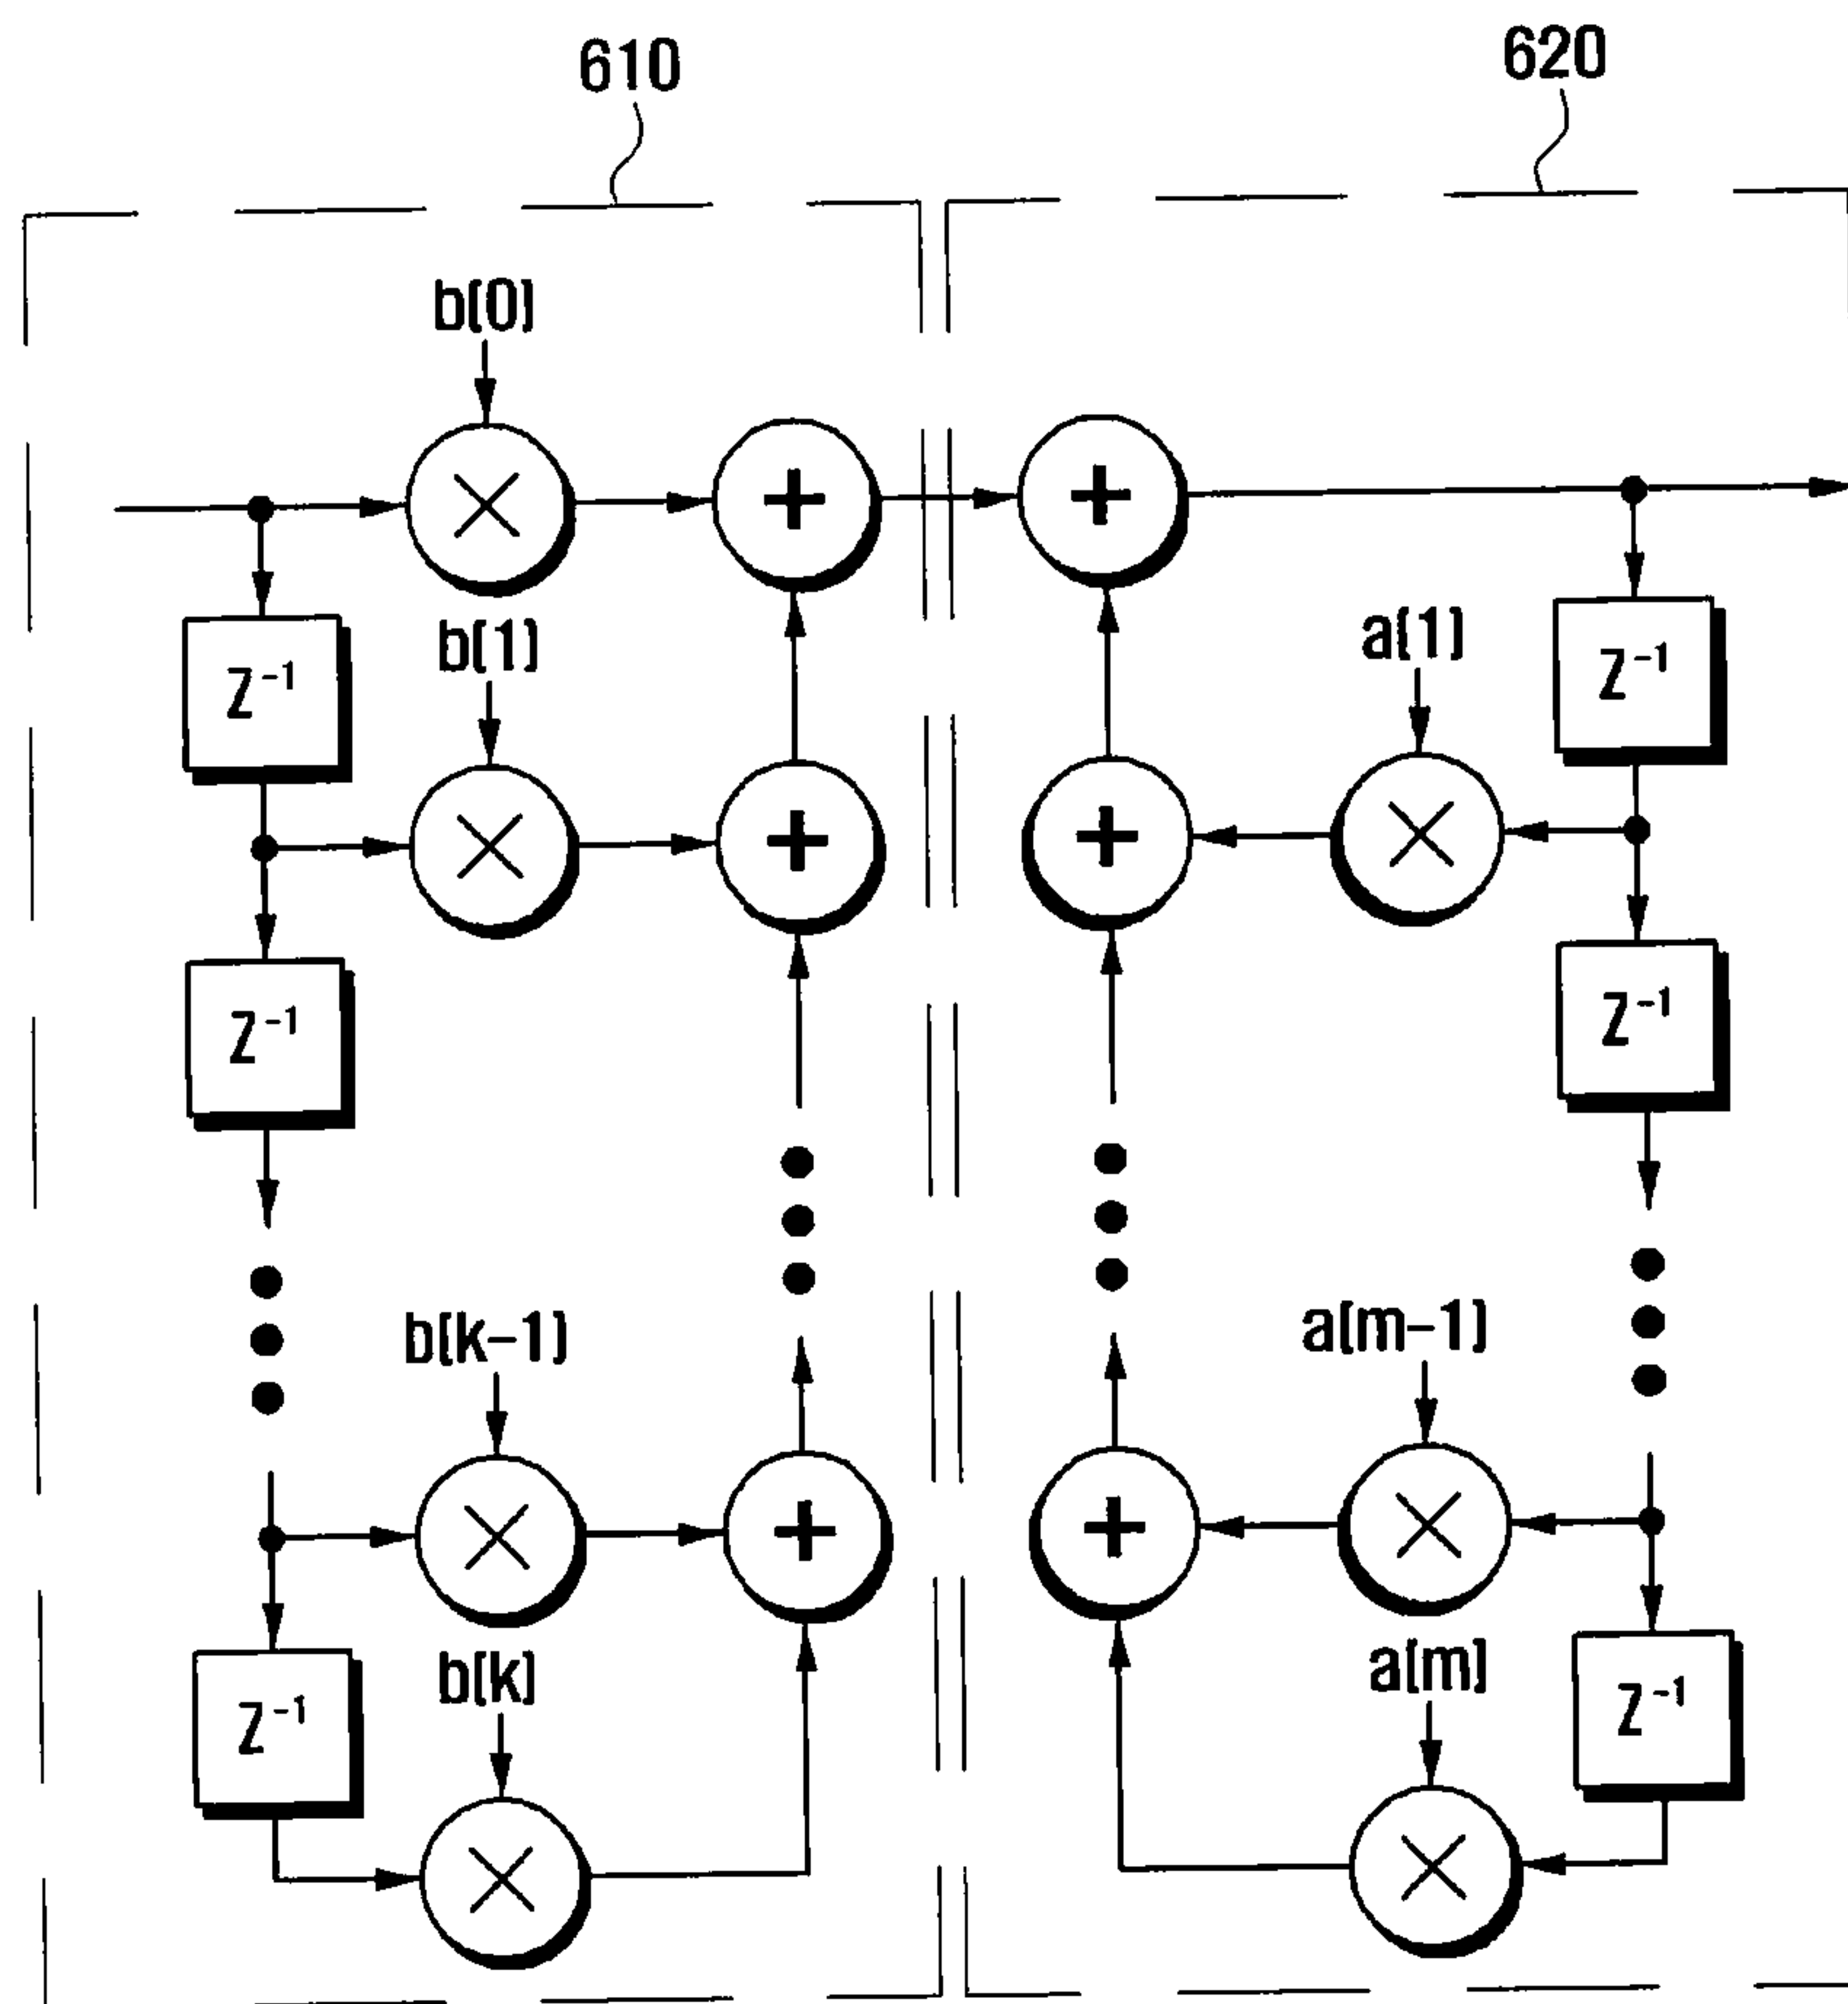 610
620
b(0)
b(1)
a(1)
Z⁻¹
Z⁻¹
× + +
× + + ×
Z⁻¹
Z⁻¹
b(k-1)
a(m-1)
× + + ×
b(k)
a(m)
Z⁻¹
Z⁻¹
× ×